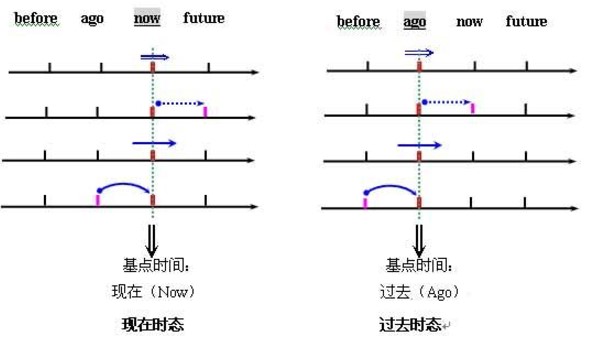 before ago now future
before ago now future
基点时间：
现在（Now）
现在时态
基点时间：
过去（Ago）
过去时态